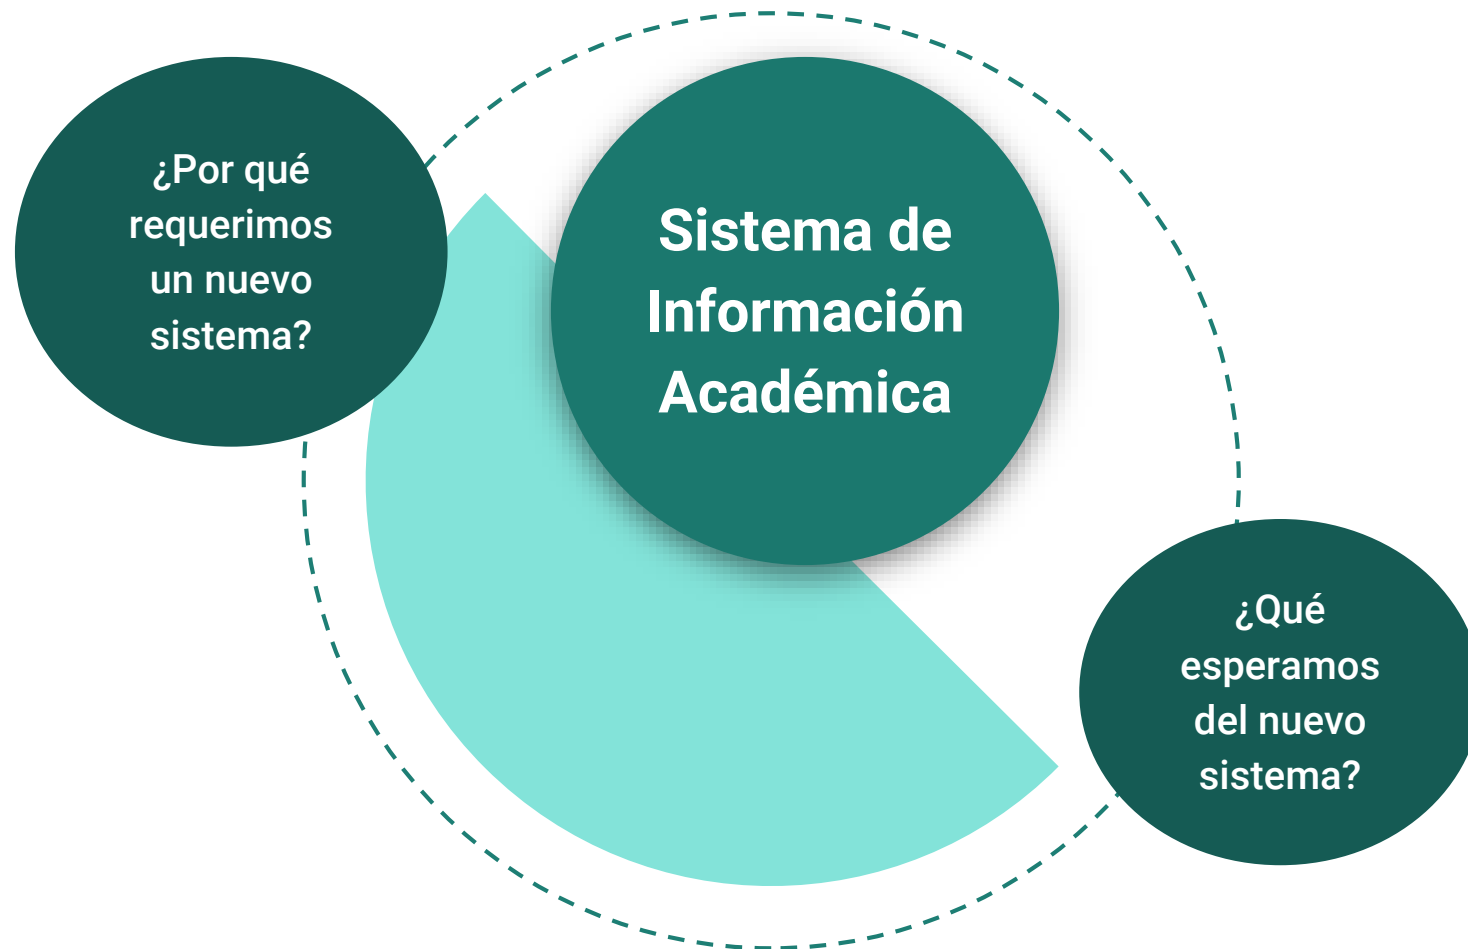 ¿Por qué
requerimos
un nuevo
sistema?
Sistema de
Información
Académica
¿Qué
esperamos
del nuevo
sistema?